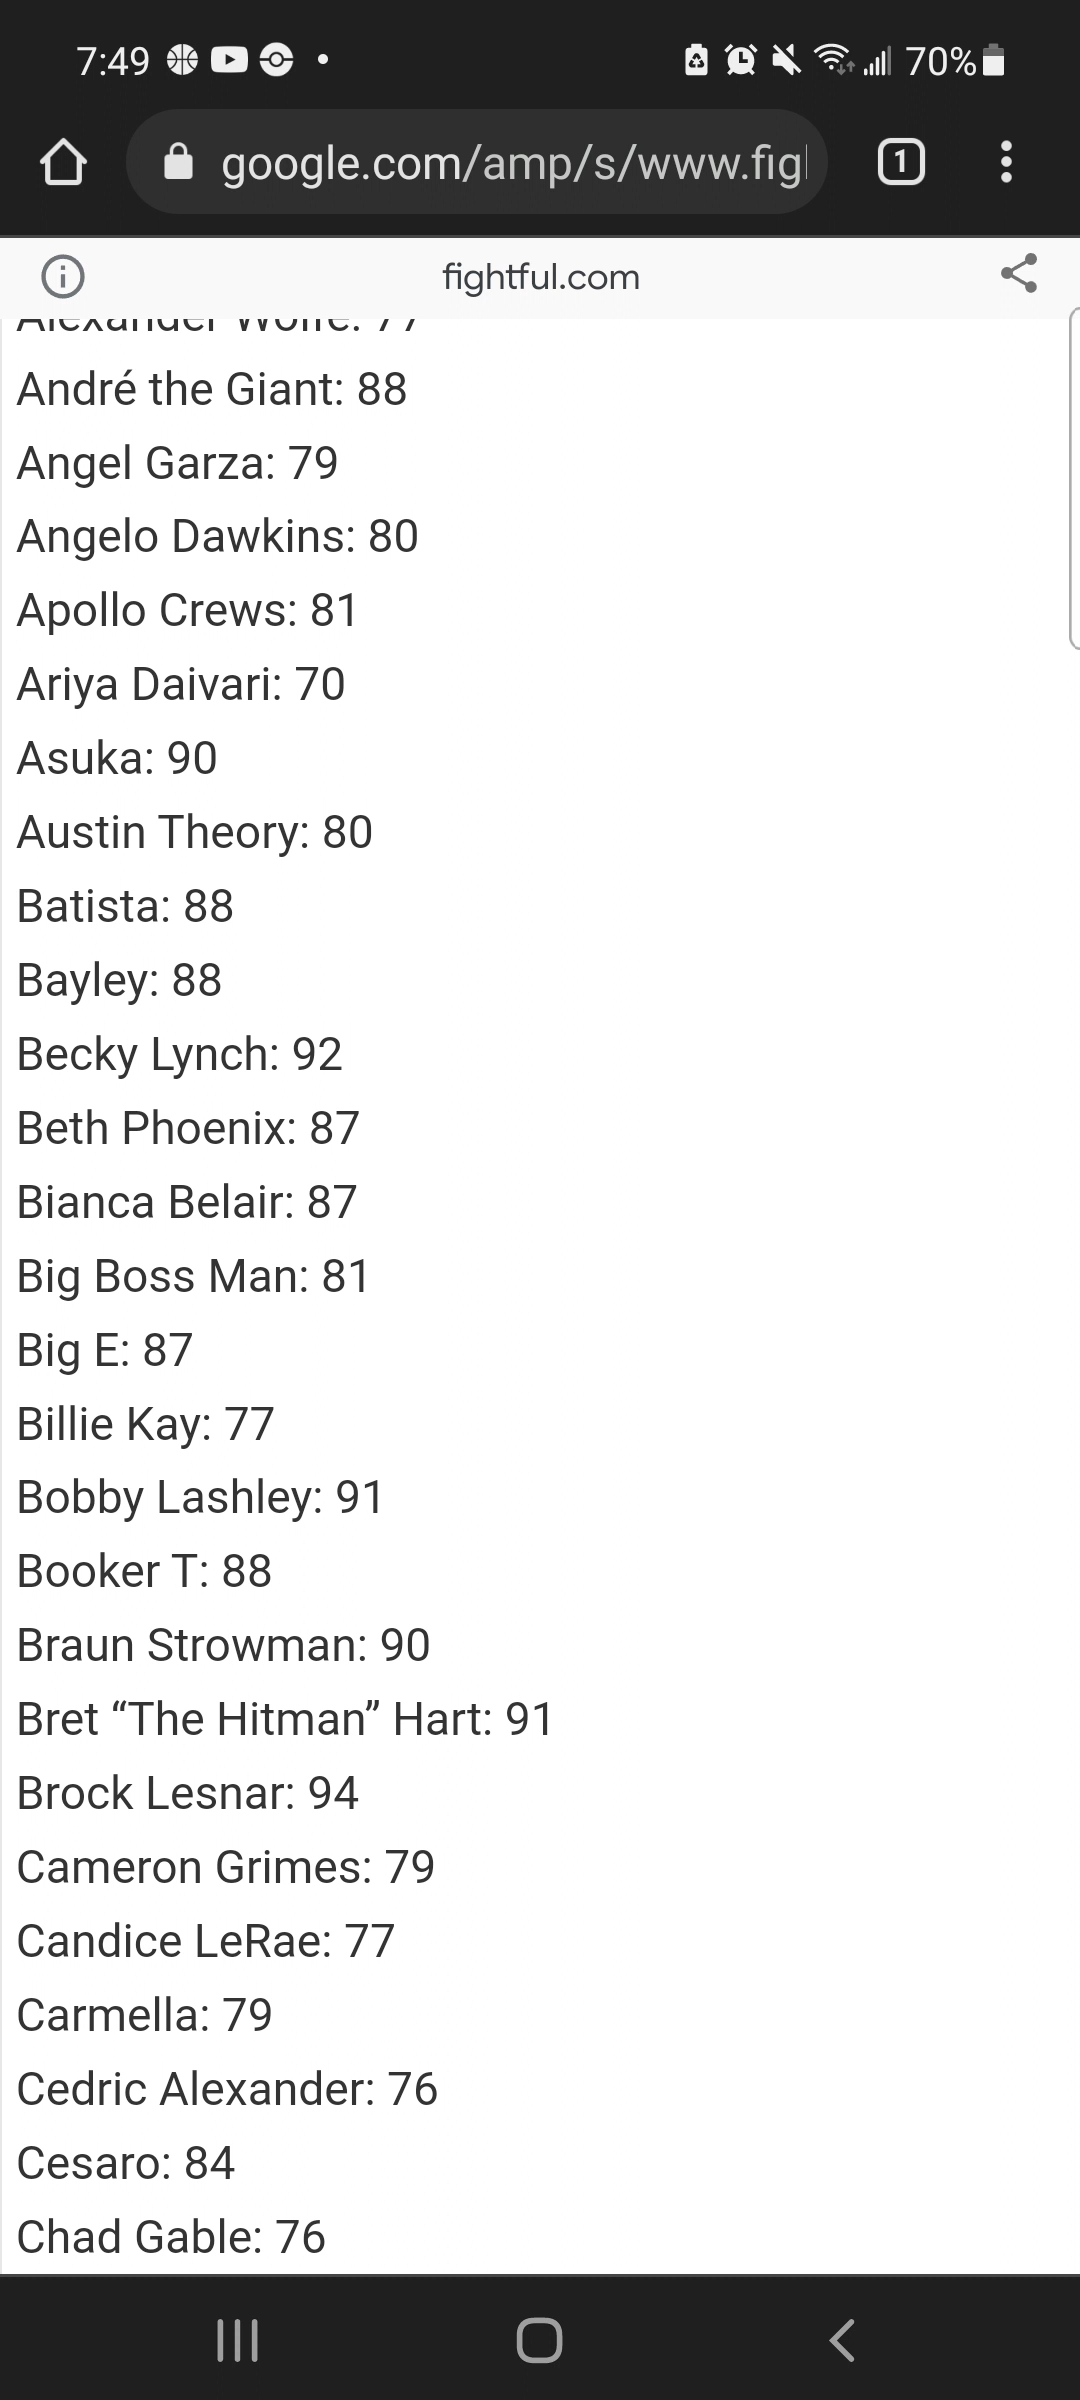 7:49
70%
google.com/amp/s/www.fig
1
fightful.com
Alexander Wolfe: 77
André the Giant: 88
Angel Garza: 79
Angelo Dawkins: 80
Apollo Crews: 81
Ariya Daivari: 70
Asuka: 90
Austin Theory: 80
Batista: 88
Bayley: 88
Becky Lynch: 92
Beth Phoenix: 87
Bianca Belair: 87
Big Boss Man: 81
Big E: 87
Billie Kay: 77
Bobby Lashley: 91
Booker T: 88
Braun Strowman: 90
Bret “The Hitman” Hart: 91
Brock Lesnar: 94
Cameron Grimes: 79
Candice LeRae: 77
Carmella: 79
Cedric Alexander: 76
Cesaro: 84
Chad Gable: 76